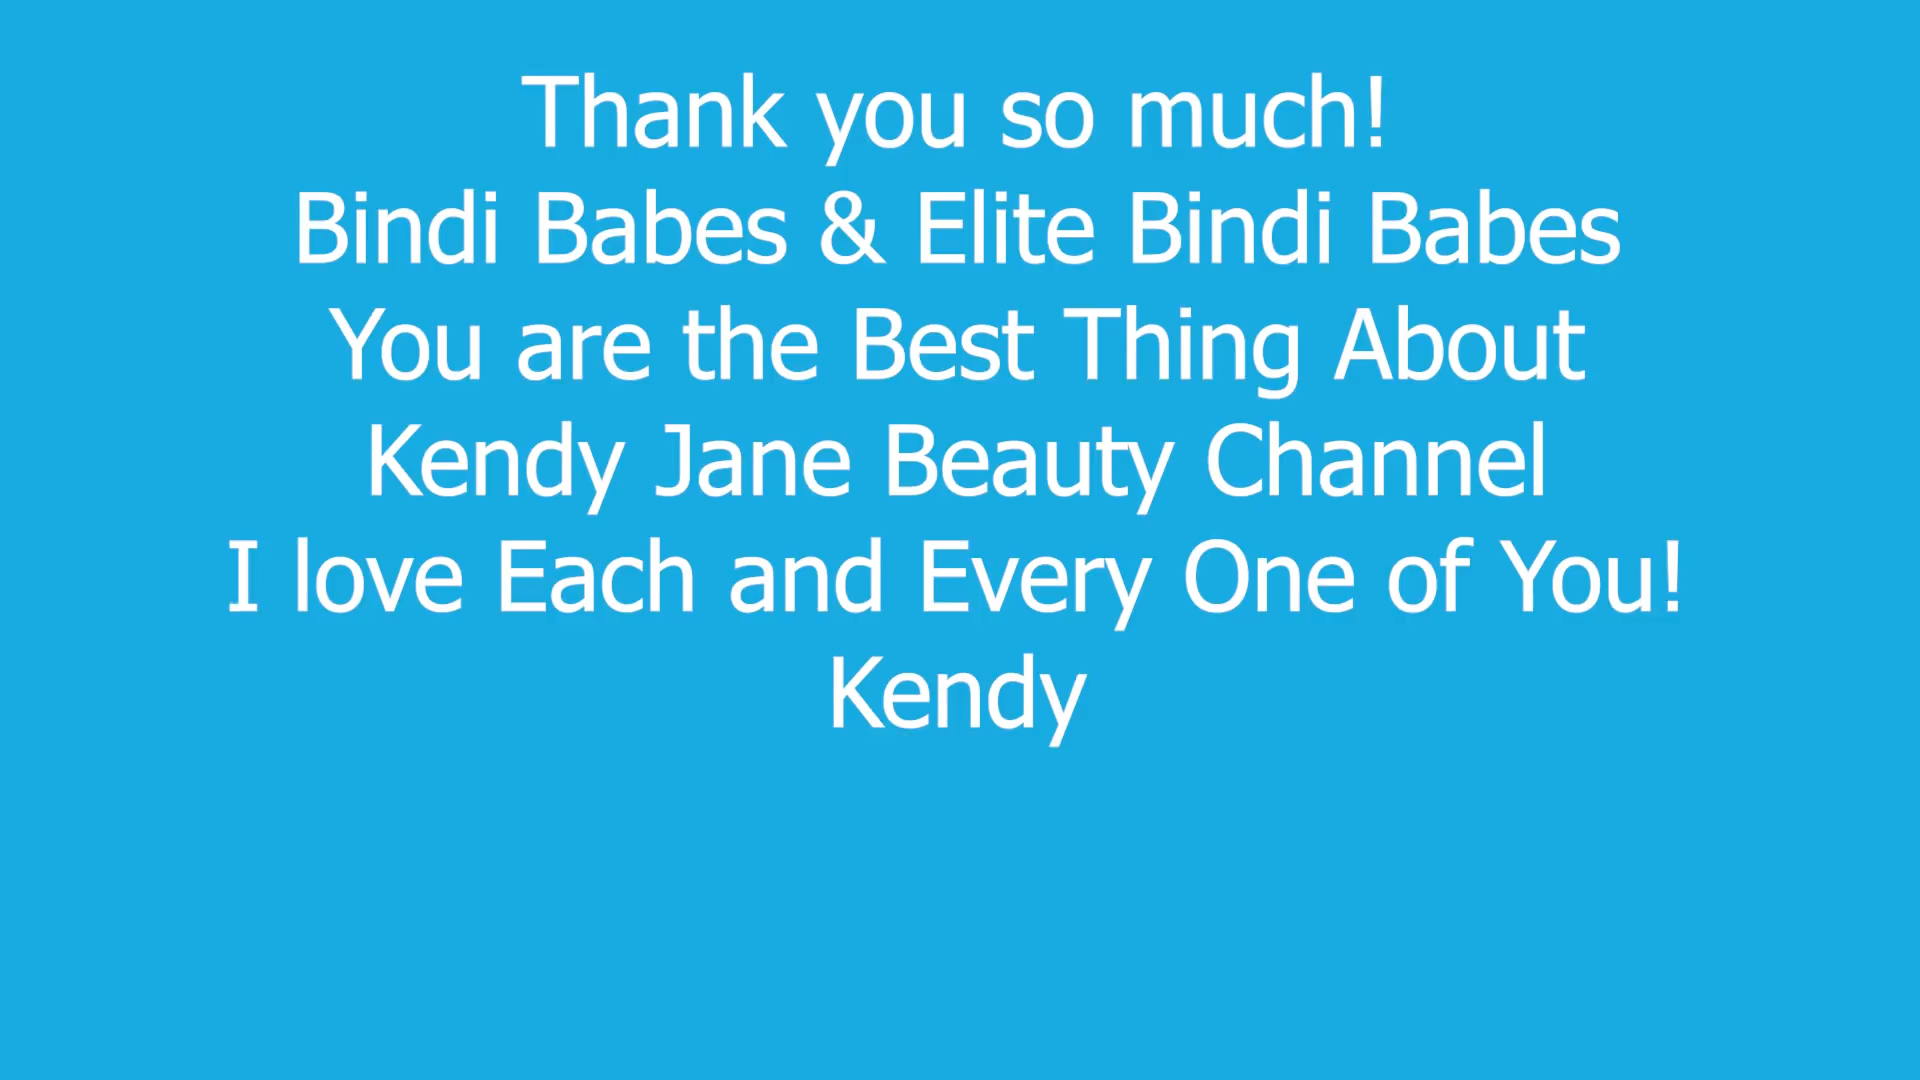 Thank you so much!
Bindi Babes & Elite Bindi Babes
You are the Best Thing About
Kendy Jane Beauty Channel
I love Each and Every One of You!
Kendy